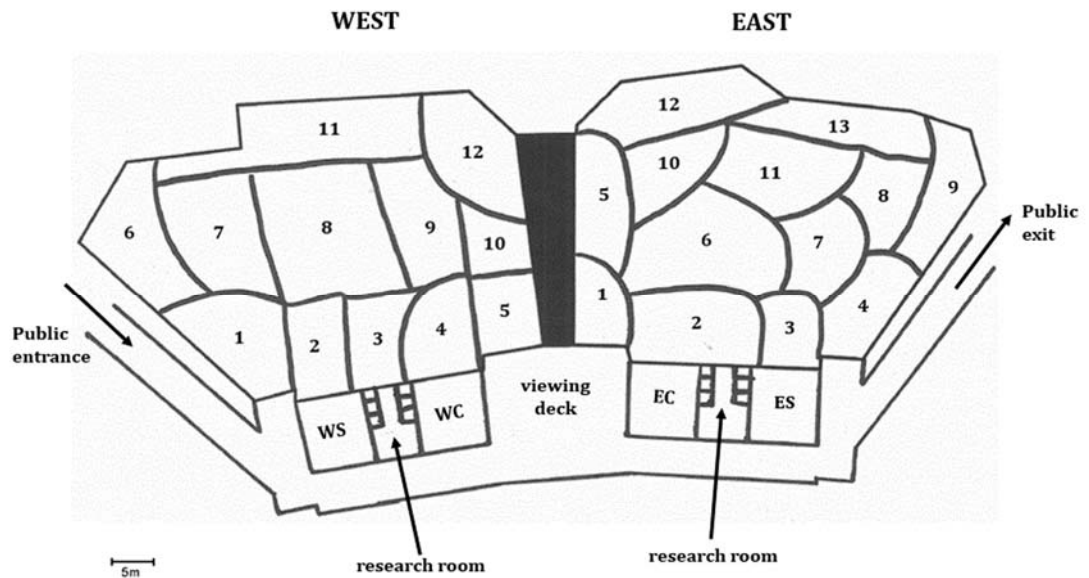 WEST
EAST
11
12
6
7
8
9
10
1
2
3
4
5
12
13
10
11
5
8
9
6
7
1
2
3
4
Public
entrance
Public
exit
viewing
deck
WS
WC
EC
ES
research room
research room
5m